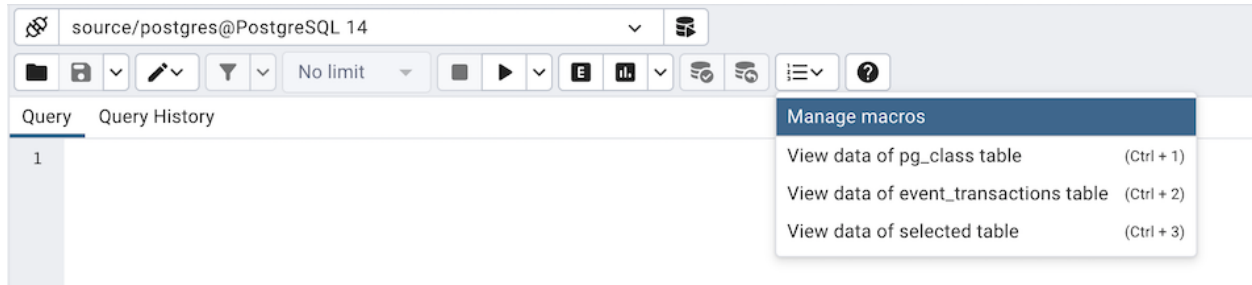 source/postgres@PostgreSQL 14
No limit
E
Query Query History
Manage macros
1
View data of pg_class table (Ctrl + 1)
View data of event_transactions table (Ctrl + 2)
View data of selected table (Ctrl + 3)